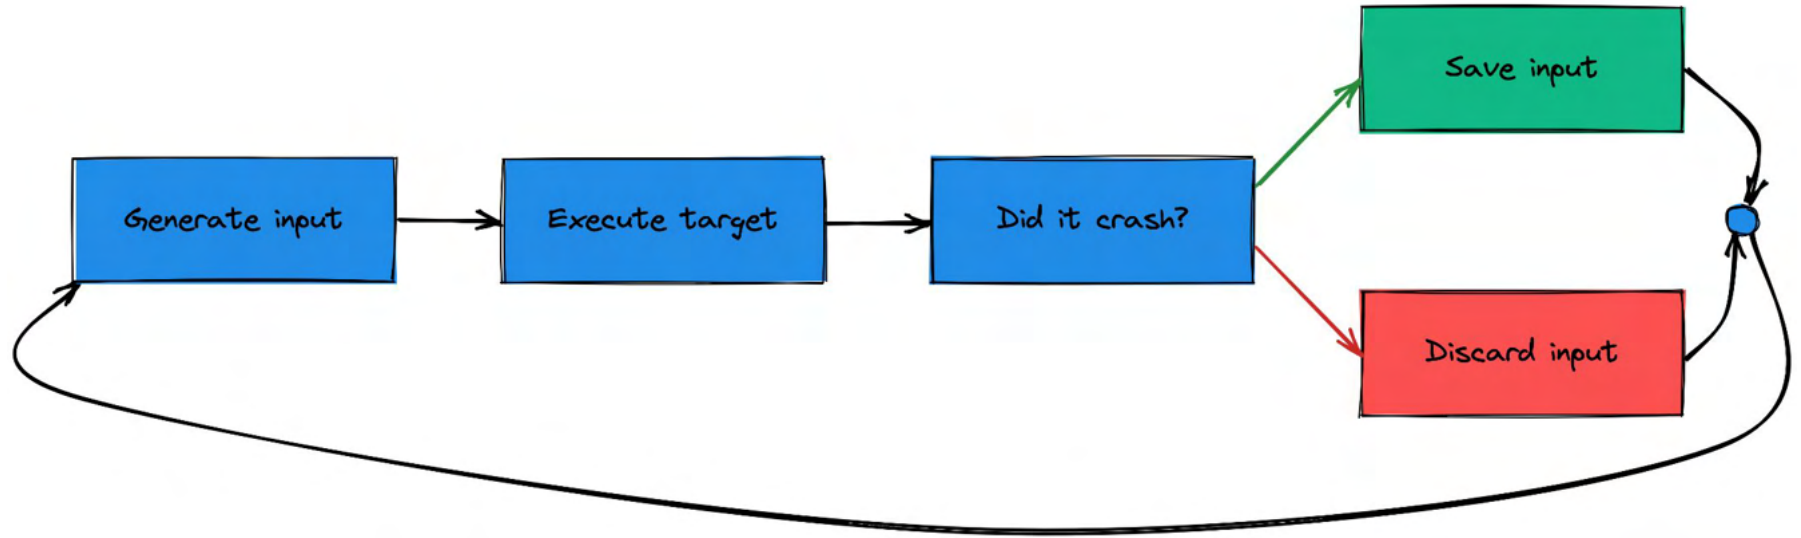 Generate input
Execute target
Did it crash?
Save input
Discard input